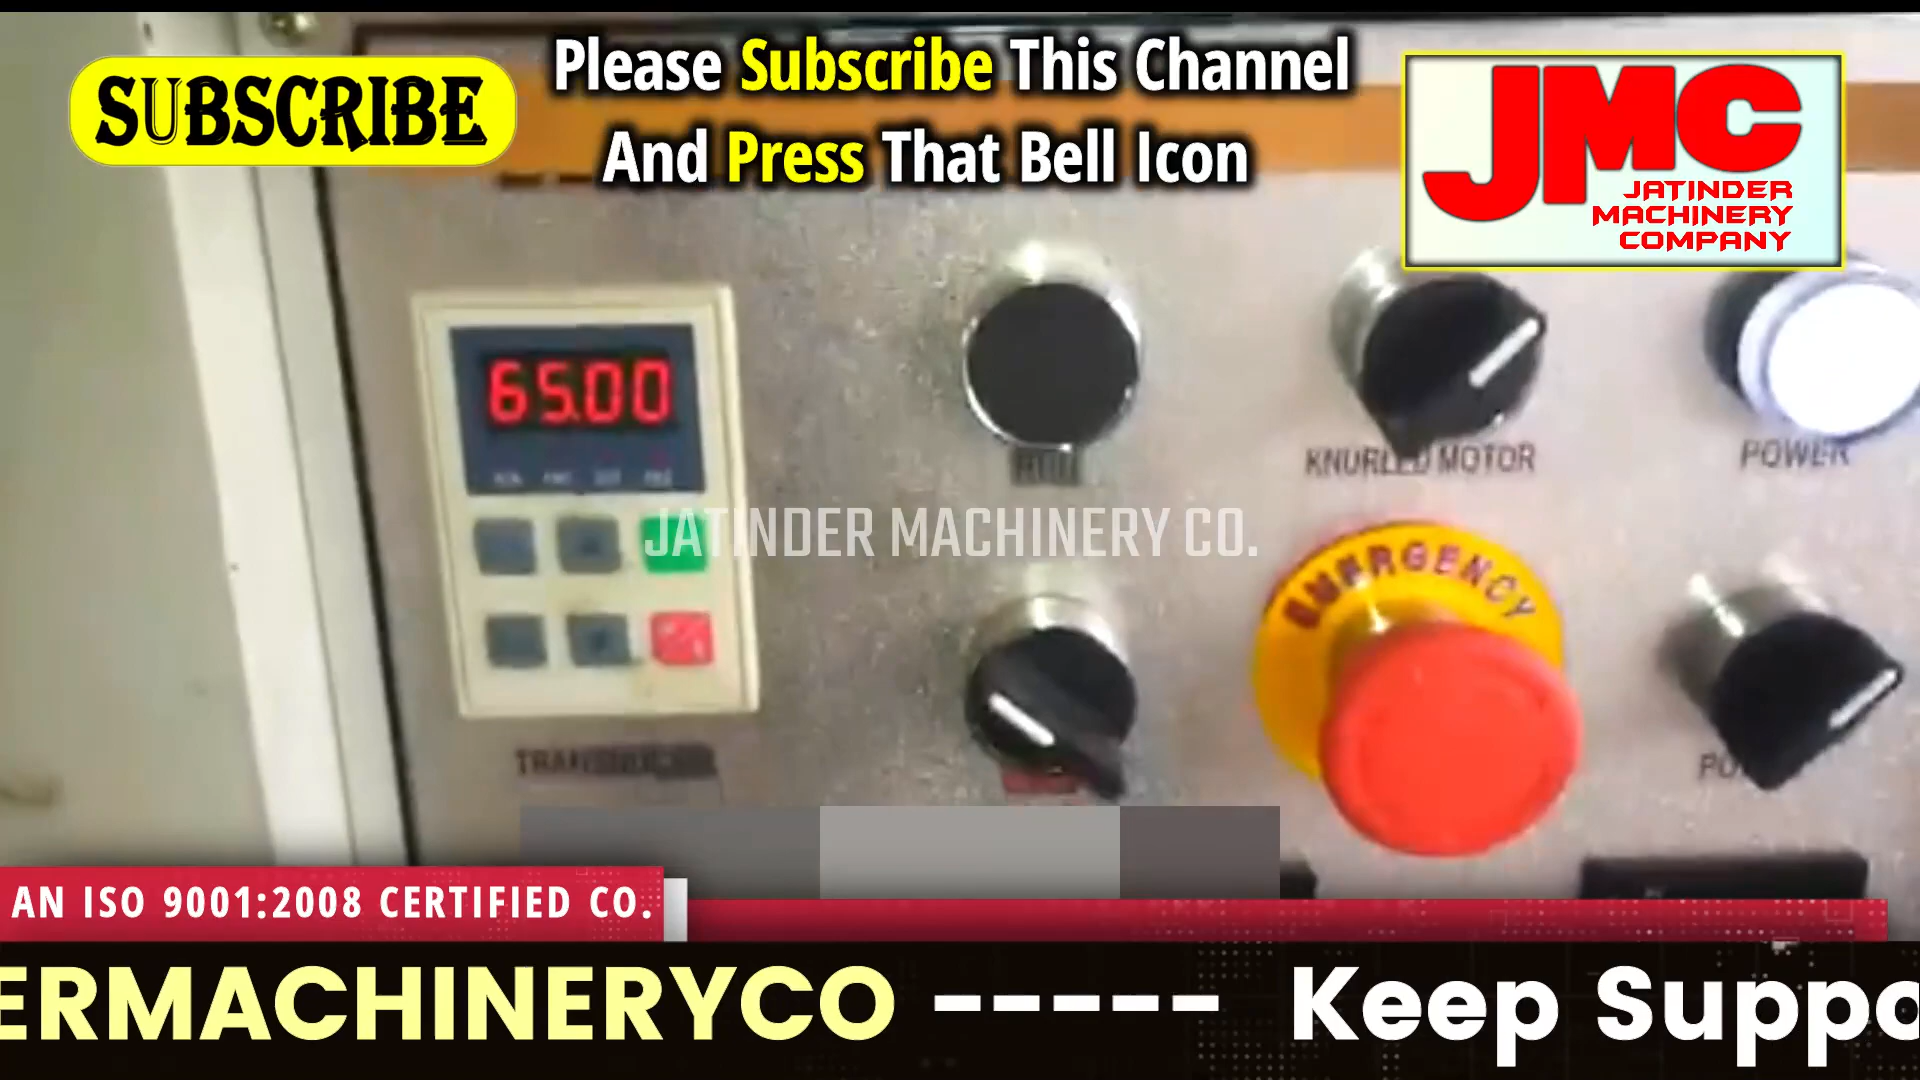 SUBSCRIBE
Please Subscribe This Channel
And Press That Bell Icon
JMC
JATINDER
MACHINERY
COMPANY
65.00
KNURLED MOTOR
POWER
JATINDER MACHINERY CO.
EMERGENCY
AN ISO 9001:2008 CERTIFIED CO.
ERMACHINERYCO ----- Keep Suppo